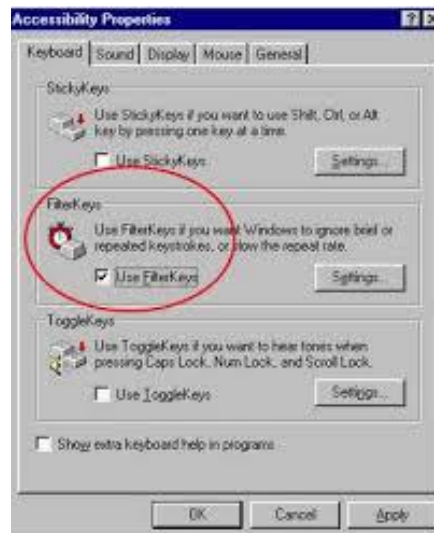 Accessibility Properties
Keyboard Sound Display Mouse General
StickyKeys
Use StickyKeys if you want to use Shift, Ctrl, or Alt
key by pressing one key at a time.
Use StickyKeys
Settings...
FilterKeys
Use FilterKeys if you want Windows to ignore brief or
repeated keystrokes, or slow the repeat rate.
Use FilterKeys
Settings...
ToggleKeys
Use ToggleKeys if you want to hear tones when
pressing Caps Lock, Num Lock, and Scroll Lock.
Use ToggleKeys
Settings...
Show extra keyboard help in programs
OK Cancel Apply